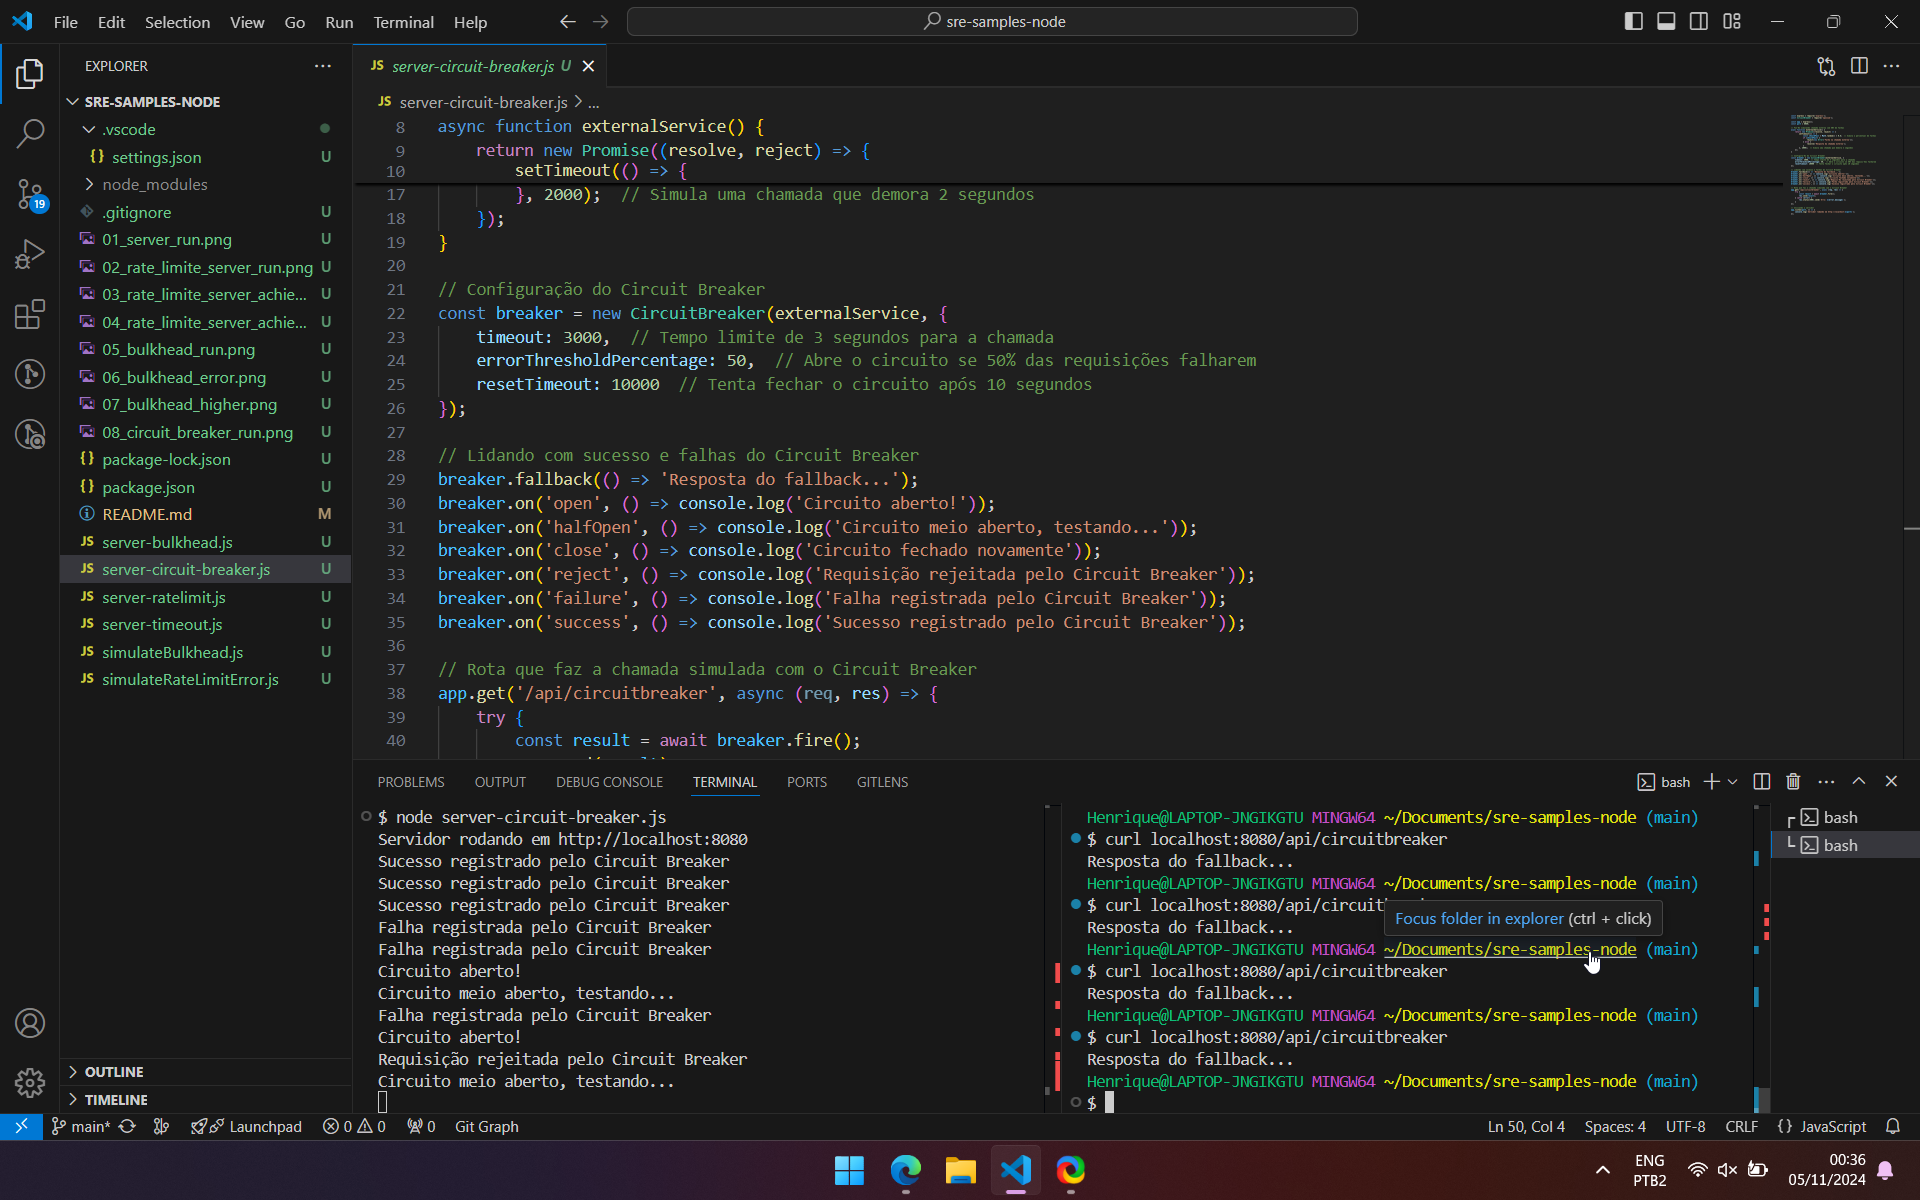 File Edit Selection View Go Run Terminal Help
sre-samples-node
EXPLORER
SRE-SAMPLES-NODE
.vscode
settings.json U
node_modules
.gitignore U
01_server_run.png U
02_rate_limite_server_run.png U
03_rate_limite_server_achie... U
04_rate_limite_server_achie... U
05_bulkhead_run.png U
06_bulkhead_error.png U
07_bulkhead_higher.png U
08_circuit_breaker_run.png U
package-lock.json U
package.json U
README.md M
JS server-bulkhead.js U
JS server-circuit-breaker.js U
JS server-ratelimit.js U
JS server-timeout.js U
JS simulateBulkhead.js U
JS simulateRateLimitError.js U
OUTLINE
TIMELINE
19
JS server-circuit-breaker.js U
JS server-circuit-breaker.js > ...
8 async function externalService() {
9 return new Promise((resolve, reject) => {
10 setTimeout(() => {
17 }, 2000); // Simula uma chamada que demora 2 segundos
18 });
19 }
20
21 // Configuração do Circuit Breaker
22 const breaker = new CircuitBreaker(externalService, {
23 timeout: 3000, // Tempo limite de 3 segundos para a chamada
24 errorThresholdPercentage: 50, // Abre o circuito se 50% das requisições falharem
25 resetTimeout: 10000 // Tenta fechar o circuito após 10 segundos
26 });
27
28 // Lidando com sucesso e falhas do Circuit Breaker
29 breaker.fallback(() => 'Resposta do fallback...');
30 breaker.on('open', () => console.log('Circuito aberto!'));
31 breaker.on('halfOpen', () => console.log('Circuito meio aberto, testando...'));
32 breaker.on('close', () => console.log('Circuito fechado novamente'));
33 breaker.on('reject', () => console.log('Requisição rejeitada pelo Circuit Breaker'));
34 breaker.on('failure', () => console.log('Falha registrada pelo Circuit Breaker'));
35 breaker.on('success', () => console.log('Sucesso registrado pelo Circuit Breaker'));
36
37 // Rota que faz a chamada simulada com o Circuit Breaker
38 app.get('/api/circuitbreaker', async (req, res) => {
39 try {
40 const result = await breaker.fire();
PROBLEMS OUTPUT DEBUG CONSOLE TERMINAL PORTS GITLENS
bash
$ node server-circuit-breaker.js
Servidor rodando em http://localhost:8080
Sucesso registrado pelo Circuit Breaker
Sucesso registrado pelo Circuit Breaker
Sucesso registrado pelo Circuit Breaker
Falha registrada pelo Circuit Breaker
Falha registrada pelo Circuit Breaker
Circuito aberto!
Circuito meio aberto, testando...
Falha registrada pelo Circuit Breaker
Circuito aberto!
Requisição rejeitada pelo Circuit Breaker
Circuito meio aberto, testando...
Henrique@LAPTOP-JNGIKGTU MINGW64 ~/Documents/sre-samples-node (main)
$ curl localhost:8080/api/circuitbreaker
Resposta do fallback...
Henrique@LAPTOP-JNGIKGTU MINGW64 ~/Documents/sre-samples-node (main)
$ curl localhost:8080/api/circuit
Focus folder in explorer (ctrl + click)
Resposta do fallback...
Henrique@LAPTOP-JNGIKGTU MINGW64 ~/Documents/sre-samples-node (main)
$ curl localhost:8080/api/circuitbreaker
Resposta do fallback...
Henrique@LAPTOP-JNGIKGTU MINGW64 ~/Documents/sre-samples-node (main)
$ curl localhost:8080/api/circuitbreaker
Resposta do fallback...
Henrique@LAPTOP-JNGIKGTU MINGW64 ~/Documents/sre-samples-node (main)
$
bash
bash
main* Launchpad 0 0 0 Git Graph
Ln 50, Col 4 Spaces: 4 UTF-8 CRLF {} JavaScript
ENG
PTB2
00:36
05/11/2024